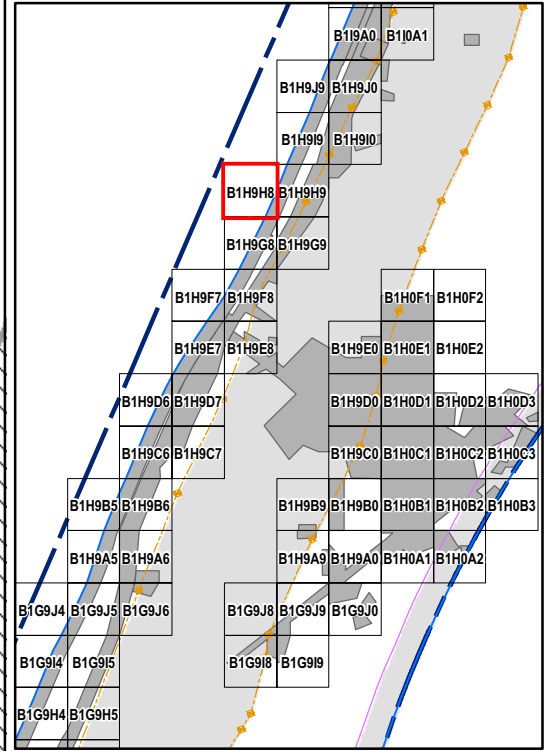 B1I9A0 B1I0A1
B1H9J9 B1H9J0
B1H9I9 B1H9I0
B1H9H8 B1H9H9
B1H9G8 B1H9G9
B1H9F7 B1H9F8 B1H0F1 B1H0F2
B1H9E7 B1H9E8 B1H9E0 B1H0E1 B1H0E2
B1H9D6 B1H9D7 B1H9D0 B1H0D1 B1H0D2 B1H0D3
B1H9C6 B1H9C7 B1H9C0 B1H0C1 B1H0C2 B1H0C3
B1H9B5 B1H9B6 B1H9B9 B1H9B0 B1H0B1 B1H0B2 B1H0B3
B1H9A5 B1H9A6 B1H9A9 B1H9A0 B1H0A1 B1H0A2
B1G9J4 B1G9J5 B1G9J6 B1G9J8 B1G9J9 B1G9J0
B1G9I4 B1G9I5 B1G9I8 B1G9I9
B1G9H4 B1G9H5